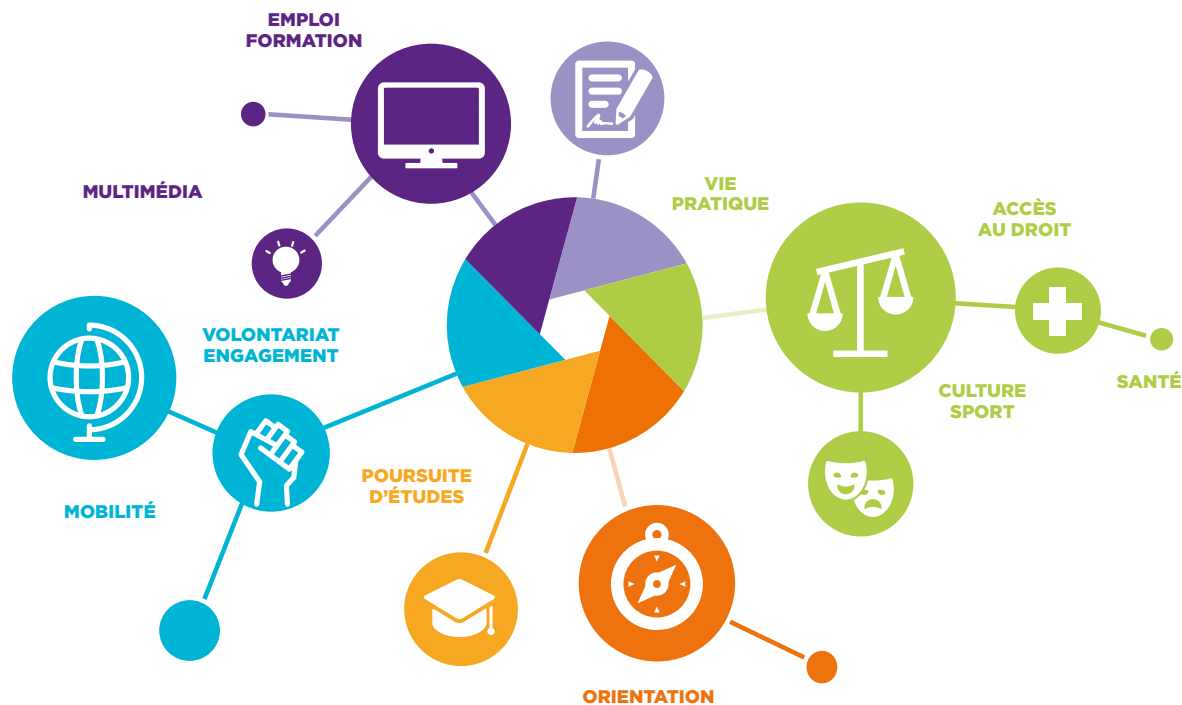 EMPLOI
FORMATION
MULTIMÉDIA
VIE
PRATIQUE
ACCÈS
AU DROIT
VOLONTARIAT
ENGAGEMENT
SANTÉ
CULTURE
SPORT
POURSUITE
D'ÉTUDES
MOBILITÉ
ORIENTATION